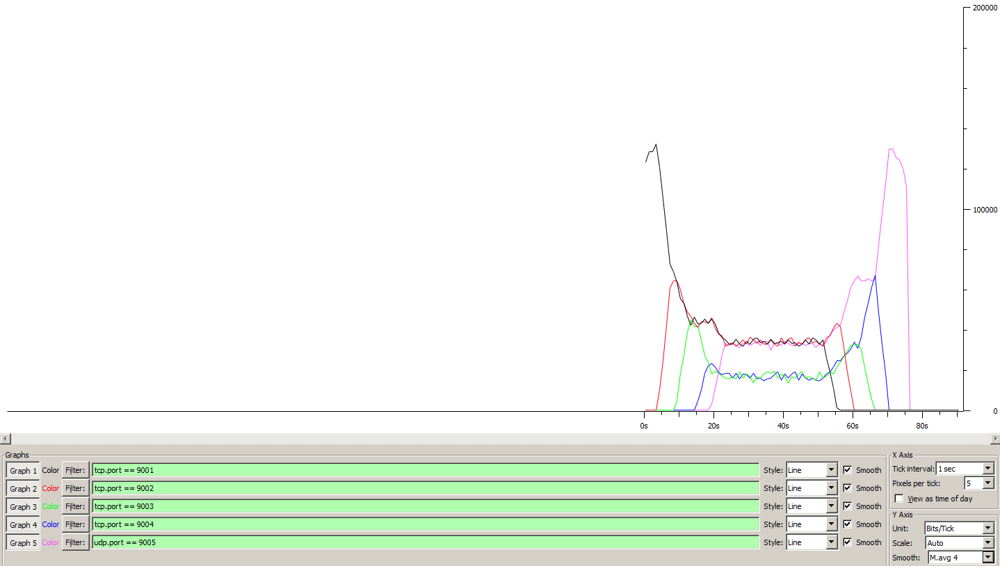 200000
100000
0
0s 20s 40s 60s 80s
Graphs
Graph 1 Color Filter: tcp.port == 9001 Style: Line Smooth
Graph 2 Color Filter: tcp.port == 9002 Style: Line Smooth
Graph 3 Color Filter: tcp.port == 9003 Style: Line Smooth
Graph 4 Color Filter: tcp.port == 9004 Style: Line Smooth
Graph 5 Color Filter: udp.port == 9005 Style: Line Smooth
X Axis
Tick interval: 1 sec
Pixels per tick: 5
View as time of day
Y Axis
Unit: Bits/Tick
Scale: Auto
Smooth: M.avg 4